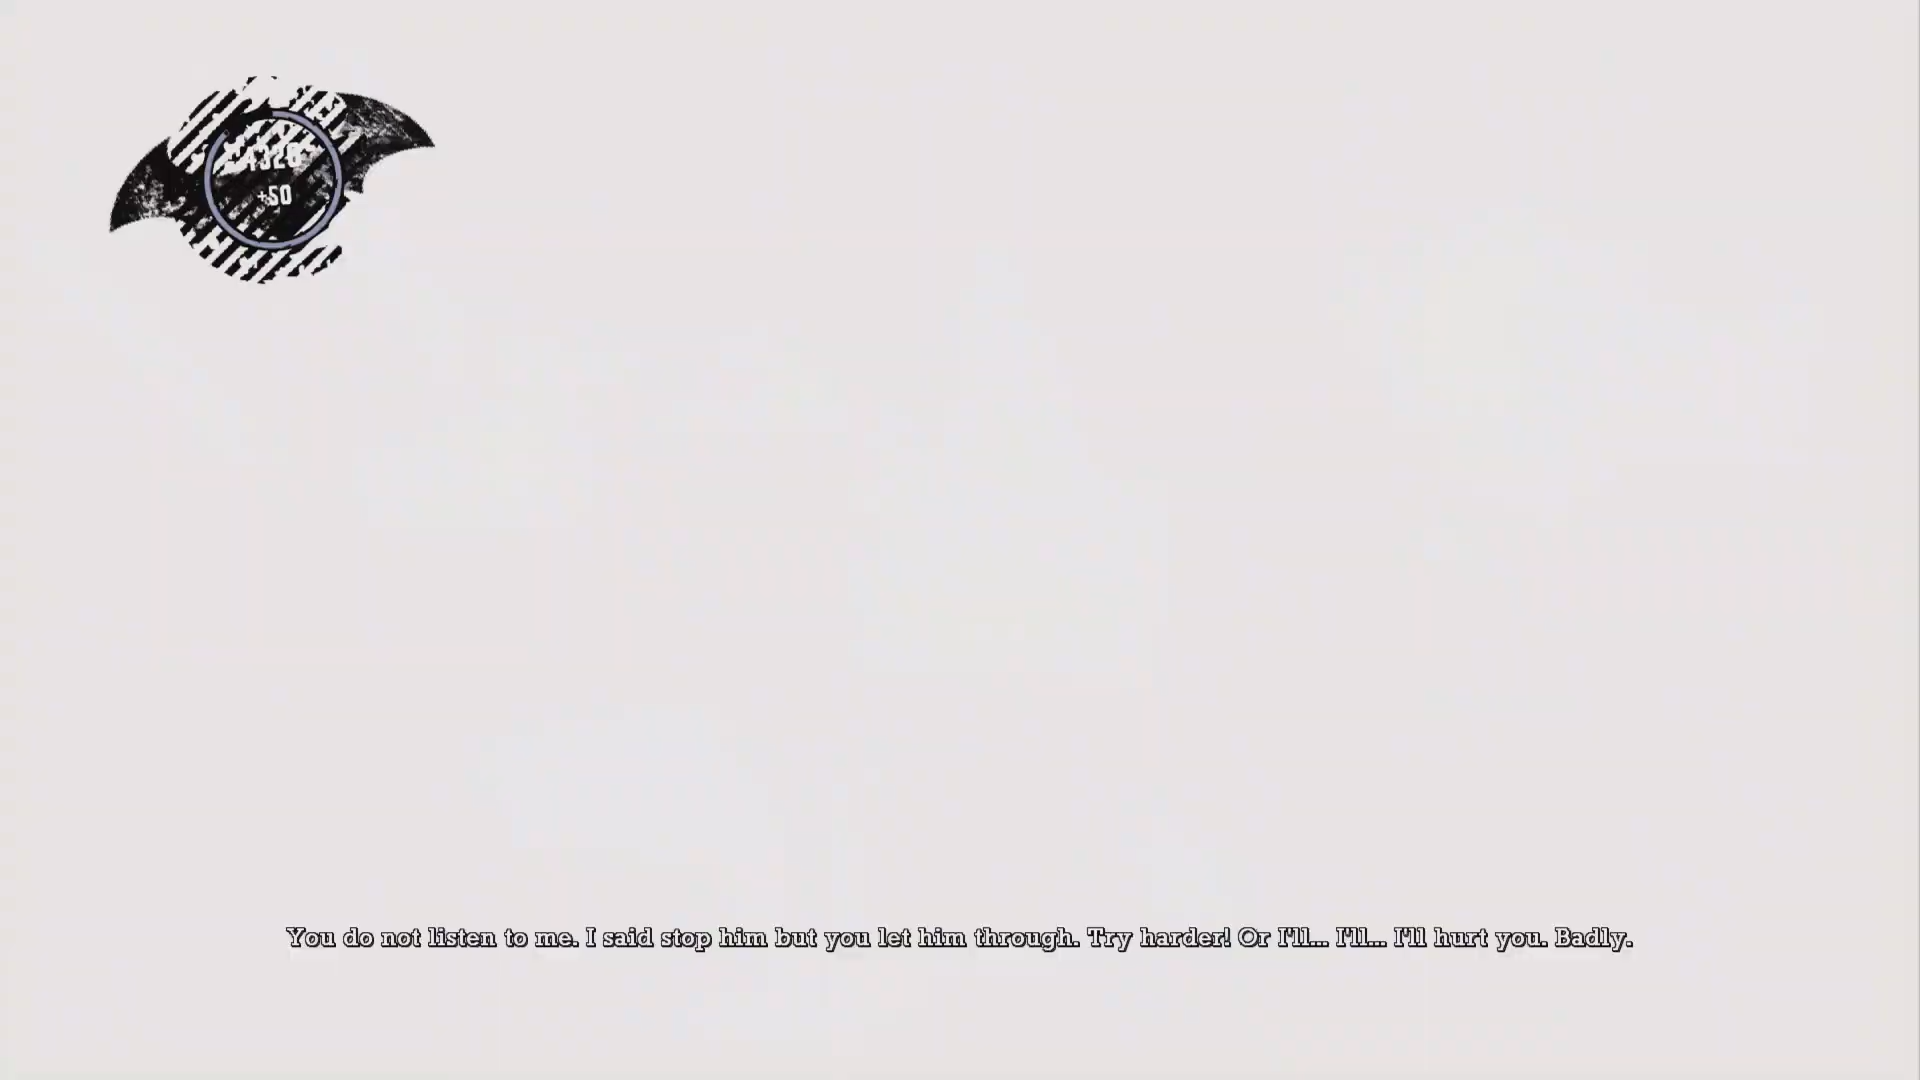 +50
You do not listen to me. I said stop him but you let him through. Try harder! Or I'll... I'll... I'll hurt you. Badly.